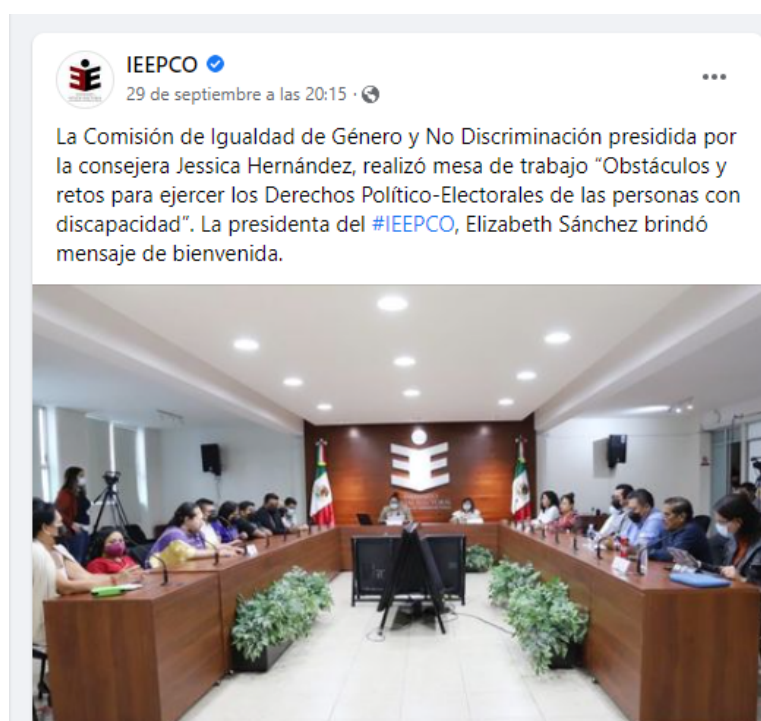 IEEPCO
29 de septiembre a las 20:15 ·
La Comisión de Igualdad de Género y No Discriminación presidida por
la consejera Jessica Hernández, realizó mesa de trabajo “Obstáculos y
retos para ejercer los Derechos Político-Electorales de las personas con
discapacidad”. La presidenta del #IEEPCO, Elizabeth Sánchez brindó
mensaje de bienvenida.